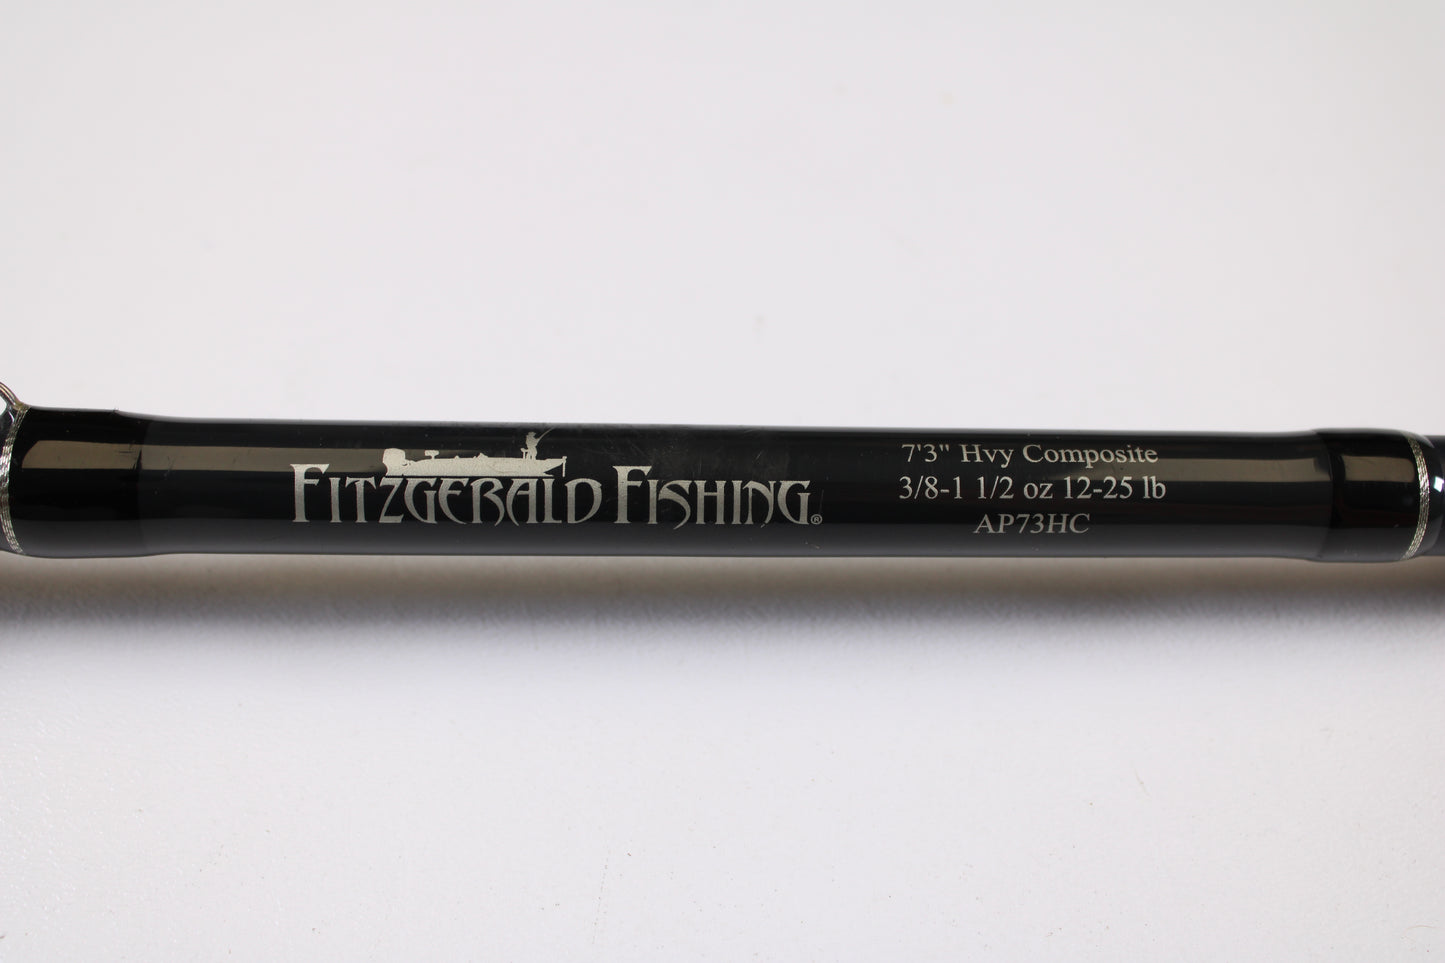 FITZGERALD FISHING®
7'3" Hvy Composite
3/8-1 1/2 oz 12-25 lb
AP73HC